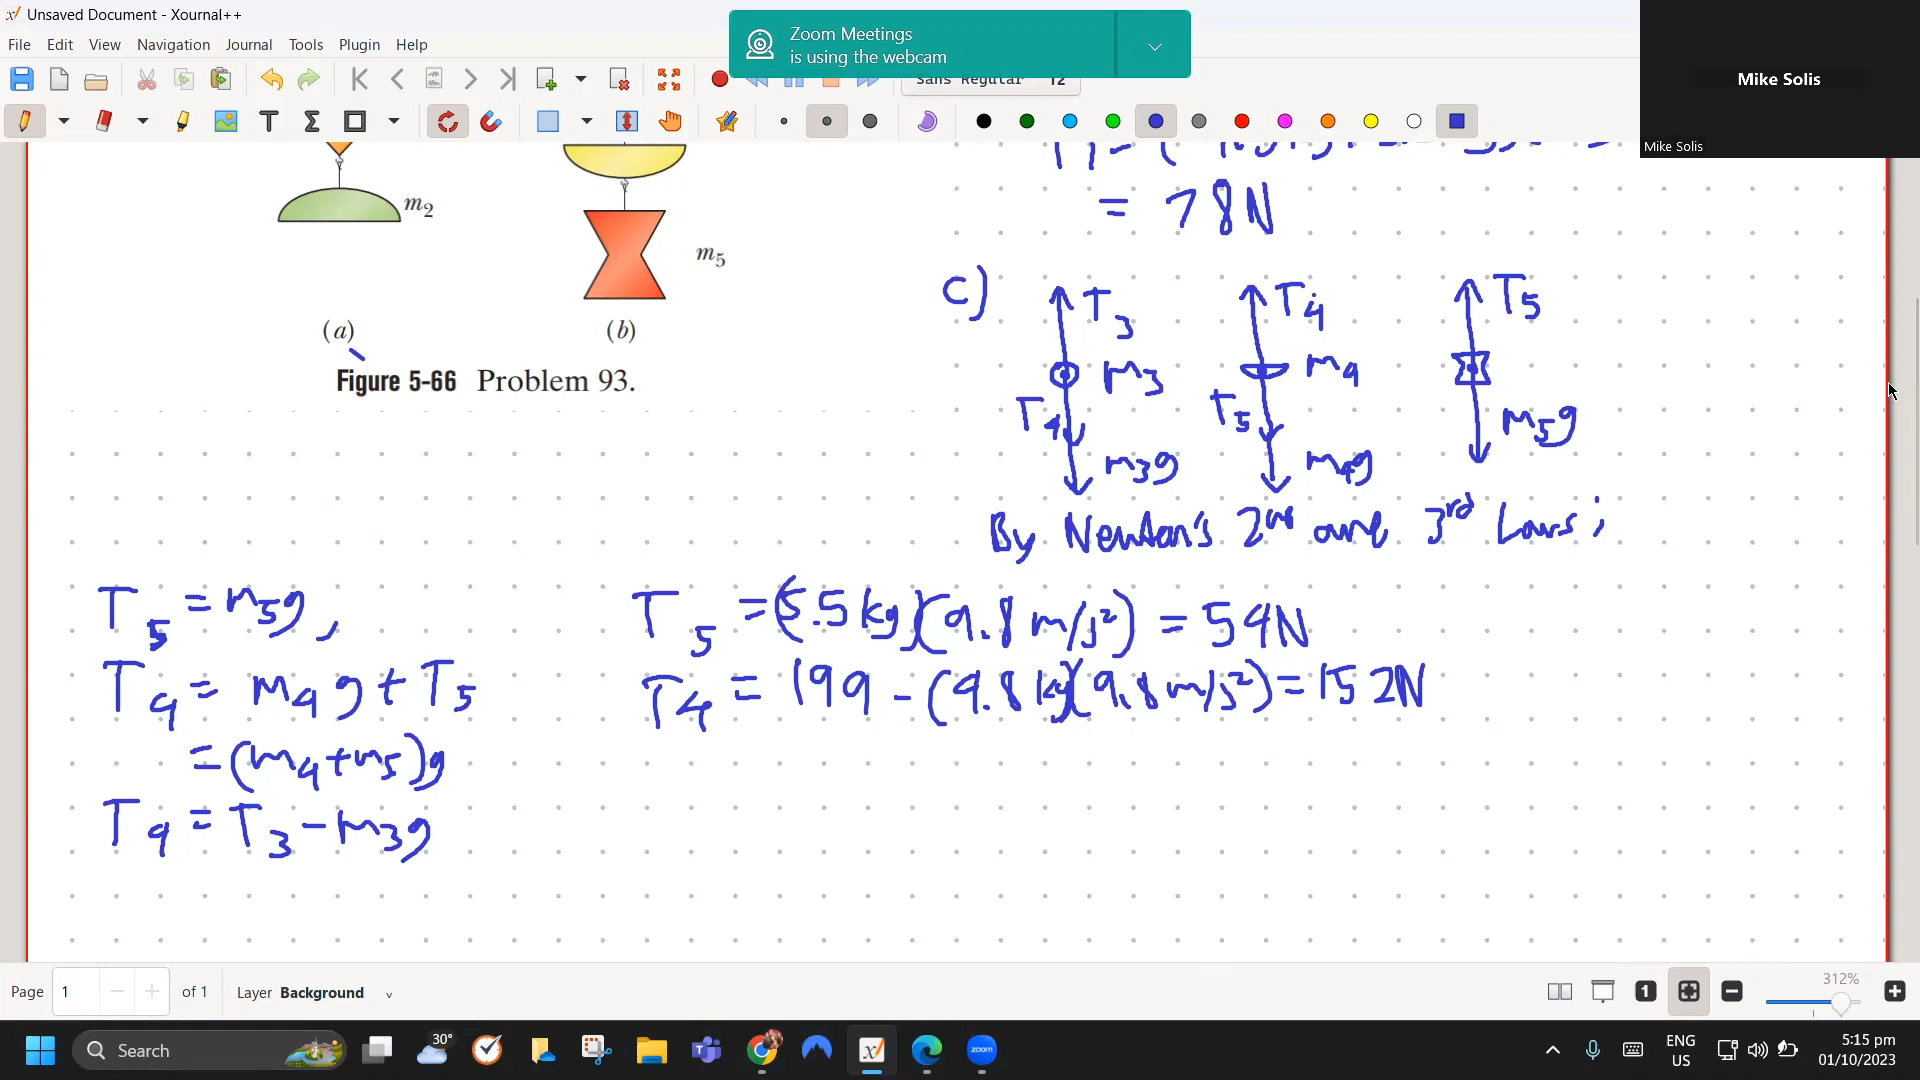 Unsaved Document - Xournal++
File Edit View Navigation Journal Tools Plugin Help
Zoom Meetings
is using the webcam
Sans Regular 12
Mike Solis
Mike Solis
= 78N
m2
m5
(a) (b)
Figure 5-66 Problem 93.
c) T3 T4 T5
m3 m4
T4 T5 m5g
m3g m4g
By Newton's 2nd and 3rd Laws;
T5 = m5g, T5 = (5.5 kg)(9.8 m/s²) = 54N
T4 = m4g + T5 T4 = 199 - (4.8 kg)(9.8 m/s²) = 152N
= (m4+m5)g
T4 = T3 - m3g
Page 1 of 1 Layer Background
312%
Search
30°
zoom
ENG
US
5:15 pm
01/10/2023